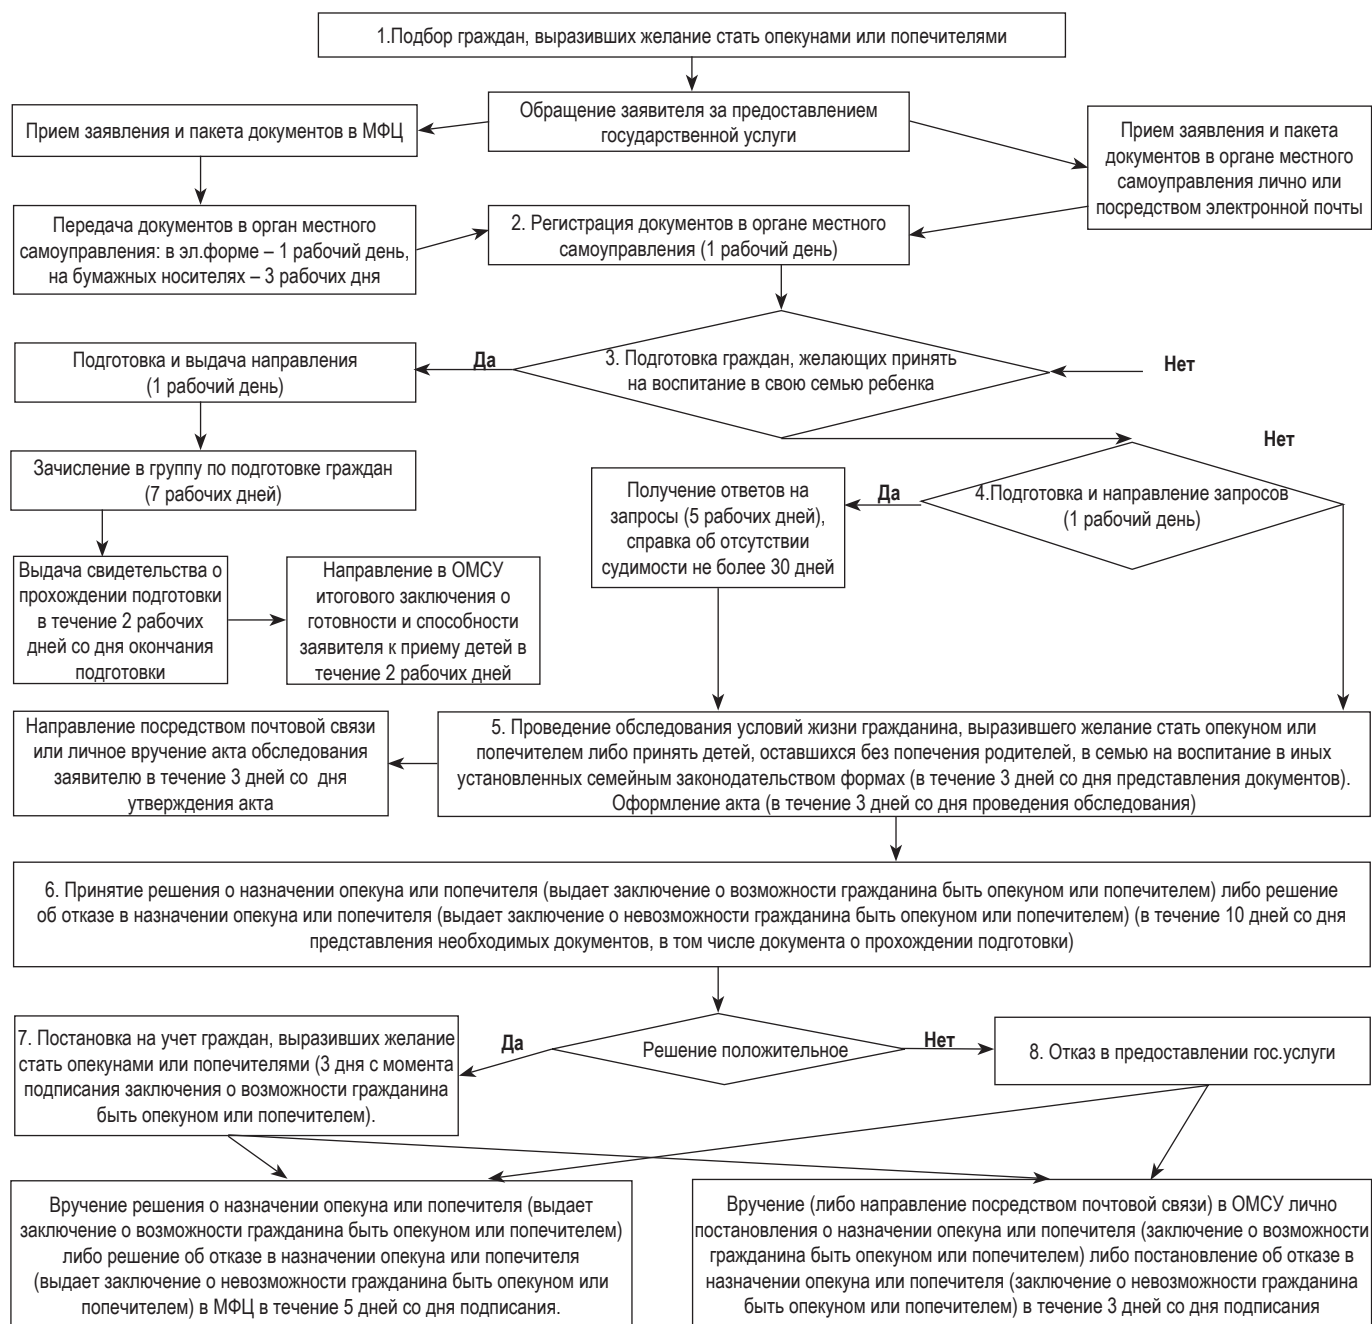 1.Подбор граждан, выразивших желание стать опекунами или попечителями
Обращение заявителя за предоставлением
государственной услуги
Прием заявления и пакета документов в МФЦ
Прием заявления и пакета
документов в органе местного
самоуправления лично или
посредством электронной почты
Передача документов в орган местного
самоуправления: в эл.форме – 1 рабочий день,
на бумажных носителях – 3 рабочих дня
2. Регистрация документов в органе местного
самоуправления (1 рабочий день)
3. Подготовка граждан, желающих принять
на воспитание в свою семью ребенка
Да
Нет
Подготовка и выдача направления
(1 рабочий день)
Зачисление в группу по подготовке граждан
(7 рабочих дней)
Нет
4.Подготовка и направление запросов
(1 рабочий день)
Да
Получение ответов на
запросы (5 рабочих дней),
справка об отсутствии
судимости не более 30 дней
Выдача свидетельства о
прохождении подготовки
в течение 2 рабочих
дней со дня окончания
подготовки
Направление в ОМСУ
итогового заключения о
готовности и способности
заявителя к приему детей в
течение 2 рабочих дней
Направление посредством почтовой связи
или личное вручение акта обследования
заявителю в течение 3 дней со  дня
утверждения акта
5. Проведение обследования условий жизни гражданина, выразившего желание стать опекуном или
попечителем либо принять детей, оставшихся без попечения родителей, в семью на воспитание в иных
установленных семейным законодательством формах (в течение 3 дней со дня представления документов).
Оформление акта (в течение 3 дней со дня проведения обследования)
6. Принятие решения о назначении опекуна или попечителя (выдает заключение о возможности гражданина быть опекуном или попечителем) либо решение
об отказе в назначении опекуна или попечителя (выдает заключение о невозможности гражданина быть опекуном или попечителем) (в течение 10 дней со дня
представления необходимых документов, в том числе документа о прохождении подготовки)
7. Постановка на учет граждан, выразивших желание
стать опекунами или попечителями (3 дня с момента
подписания заключения о возможности гражданина
быть опекуном или попечителем).
Да
Решение положительное
Нет
8. Отказ в предоставлении гос.услуги
Вручение решения о назначении опекуна или попечителя (выдает
заключение о возможности гражданина быть опекуном или попечителем)
либо решение об отказе в назначении опекуна или попечителя
(выдает заключение о невозможности гражданина быть опекуном или
попечителем) в МФЦ в течение 5 дней со дня подписания.
Вручение (либо направление посредством почтовой связи) в ОМСУ лично
постановления о назначении опекуна или попечителя (заключение о возможности
гражданина быть опекуном или попечителем) либо постановление об отказе в
назначении опекуна или попечителя (заключение о невозможности гражданина
быть опекуном или попечителем) в течение 3 дней со дня подписания